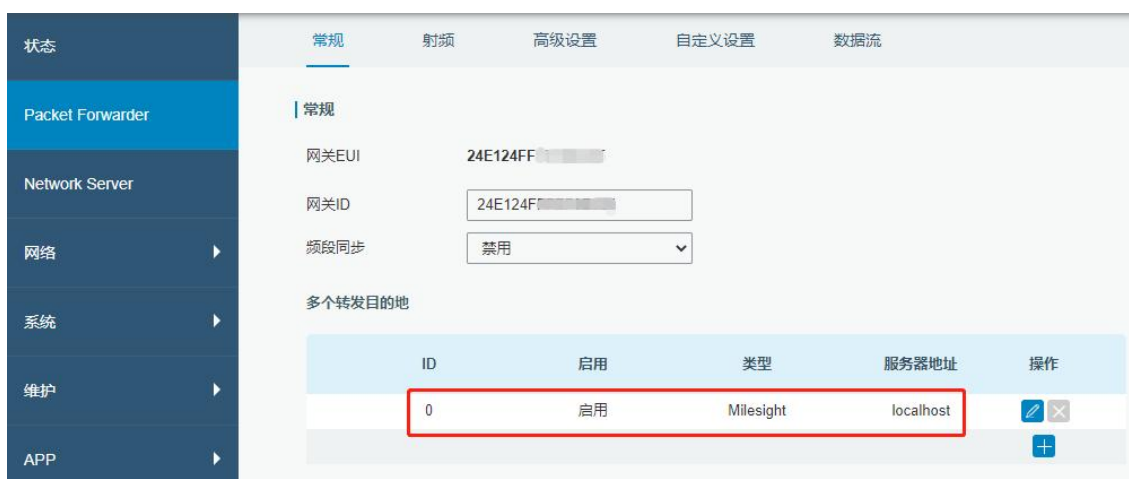 状态
Packet Forwarder
Network Server
网络
系统
维护
APP
常规 射频 高级设置 自定义设置 数据流
常规
网关EUI 24E124FF
网关ID 24E124F
频段同步 禁用
多个转发目的地
ID 启用 类型 服务器地址 操作
0 启用 Milesight localhost